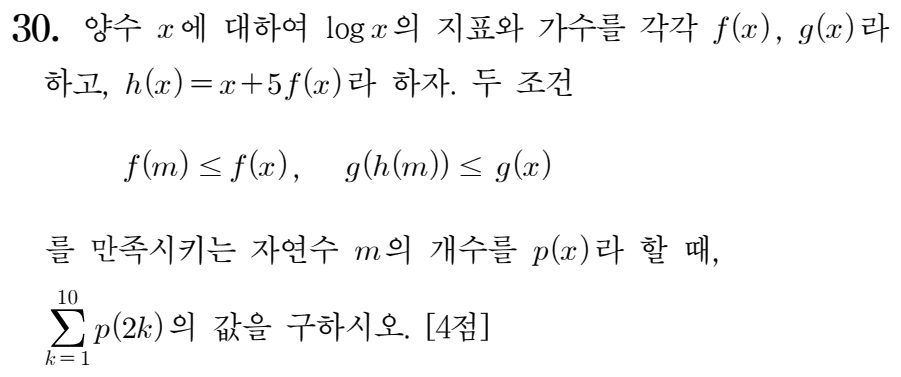 30. 양수 x에 대하여 log x의 지표와 가수를 각각 f(x), g(x)라
하고, h(x)=x+5f(x)라 하자. 두 조건
f(m) ≤ f(x), g(h(m)) ≤ g(x)
를 만족시키는 자연수 m의 개수를 p(x)라 할 때,
\sum_{k=1}^{10} p(2k)의 값을 구하시오. [4점]